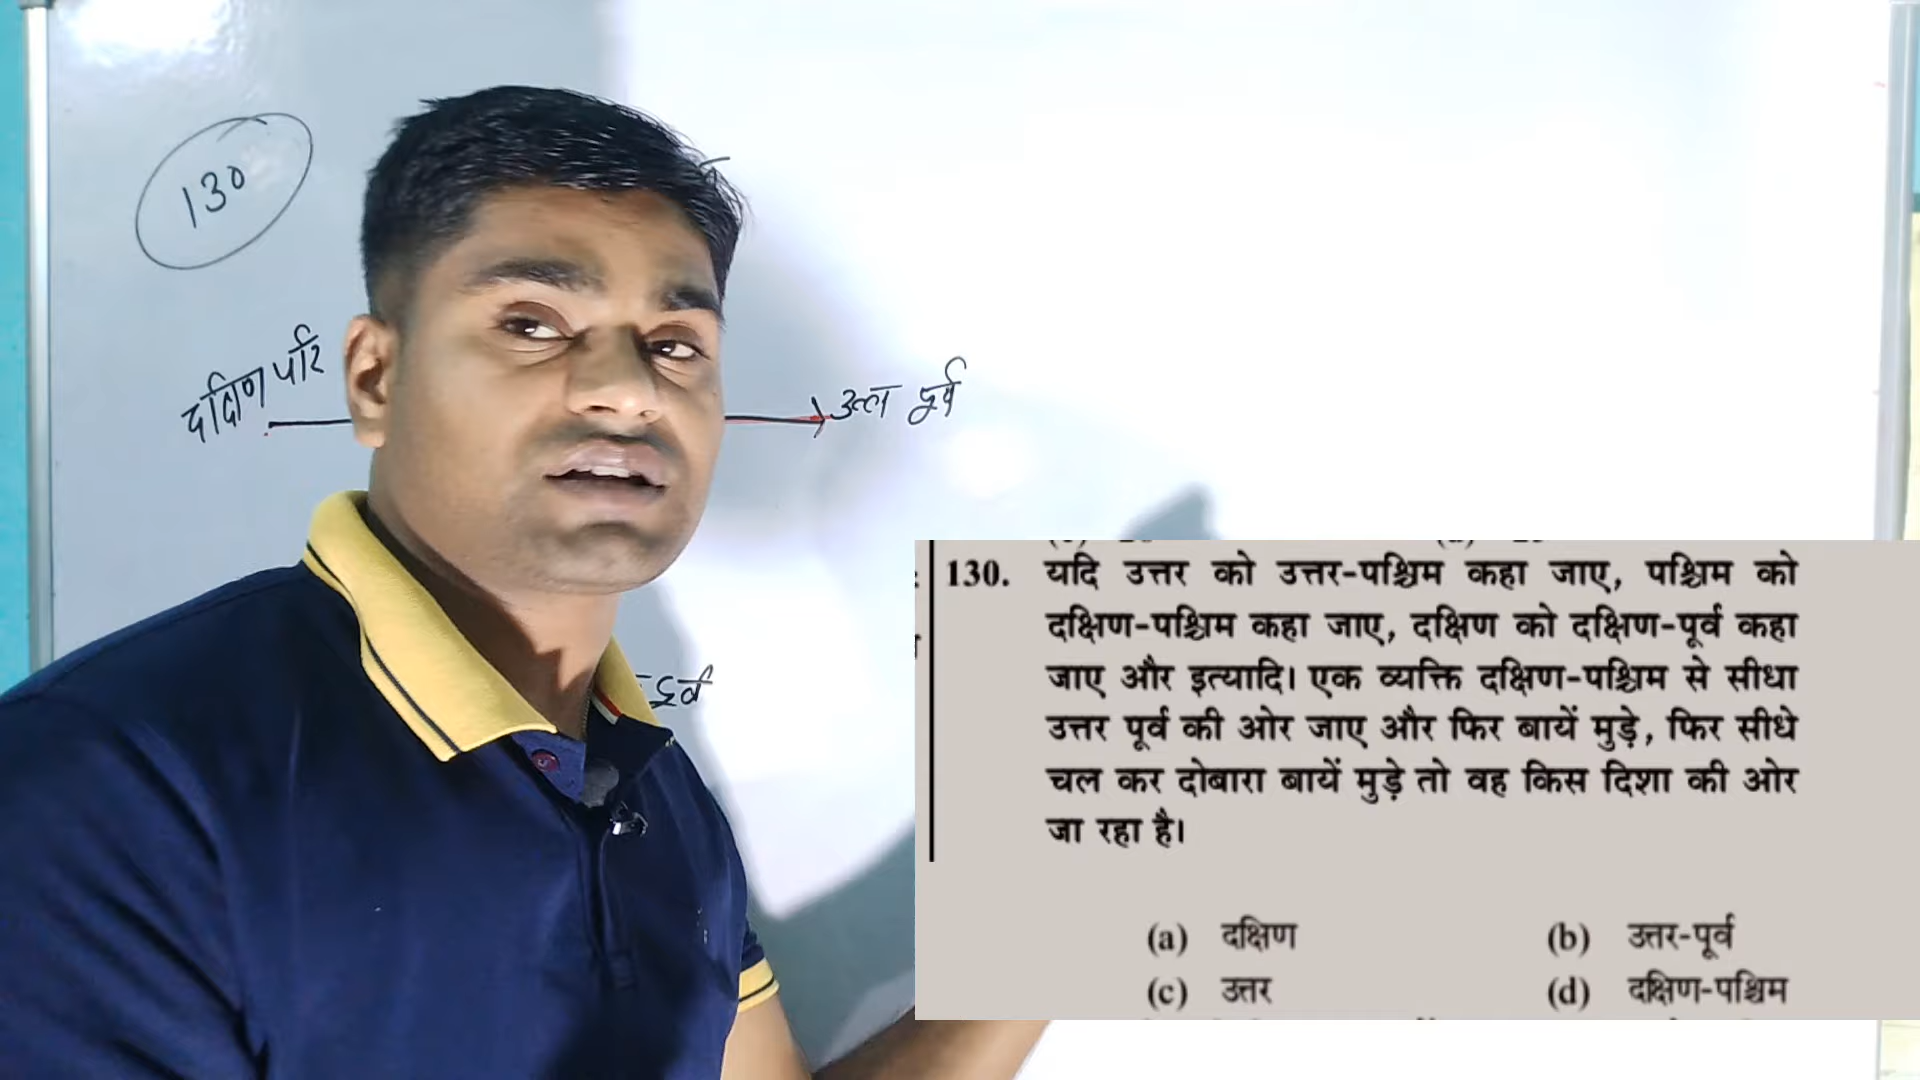 130
दक्षिण पश्चि
उत्तर पूर्व
पूर्व
130. यदि उत्तर को उत्तर-पश्चिम कहा जाए, पश्चिम को
दक्षिण-पश्चिम कहा जाए, दक्षिण को दक्षिण-पूर्व कहा
जाए और इत्यादि। एक व्यक्ति दक्षिण-पश्चिम से सीधा
उत्तर पूर्व की ओर जाए और फिर बायें मुड़े, फिर सीधे
चल कर दोबारा बायें मुड़े तो वह किस दिशा की ओर
जा रहा है।
(a) दक्षिण (b) उत्तर-पूर्व
(c) उत्तर (d) दक्षिण-पश्चिम